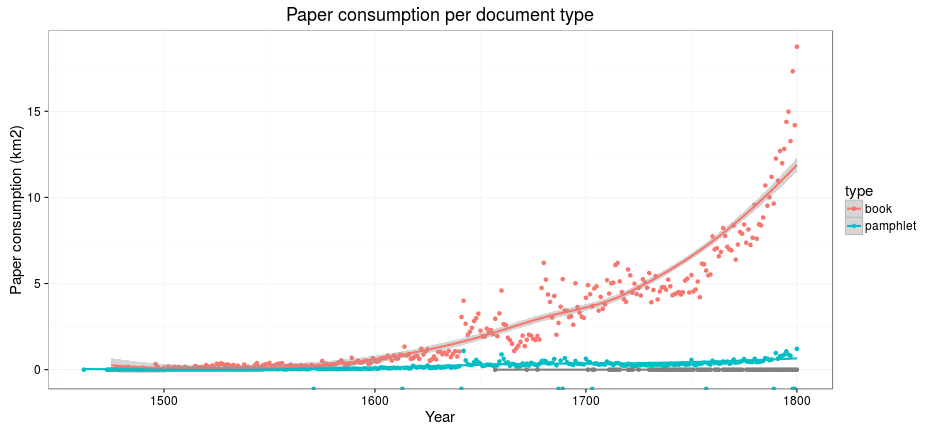 Paper consumption per document type
Paper consumption (km2)
15
10
5
0
1500
1600
1700
1800
Year
type
book
pamphlet